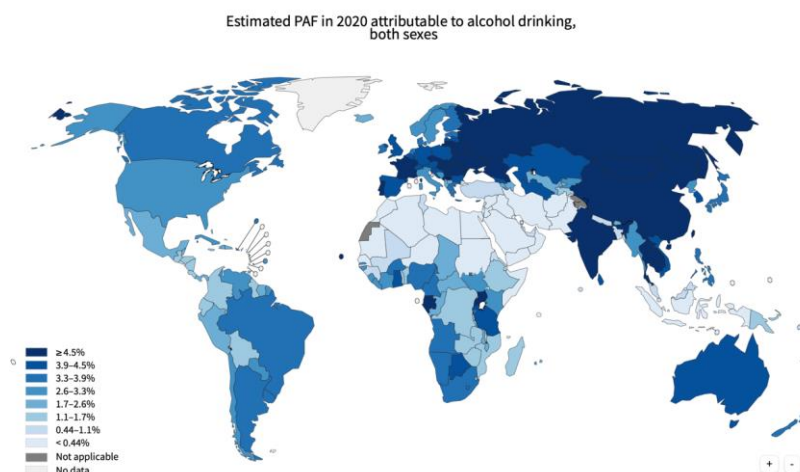 Estimated PAF in 2020 attributable to alcohol drinking,
both sexes
≥ 4.5%
3.9–4.5%
3.3–3.9%
2.6–3.3%
1.7–2.6%
1.1–1.7%
0.44–1.1%
< 0.44%
Not applicable
No data
+ -